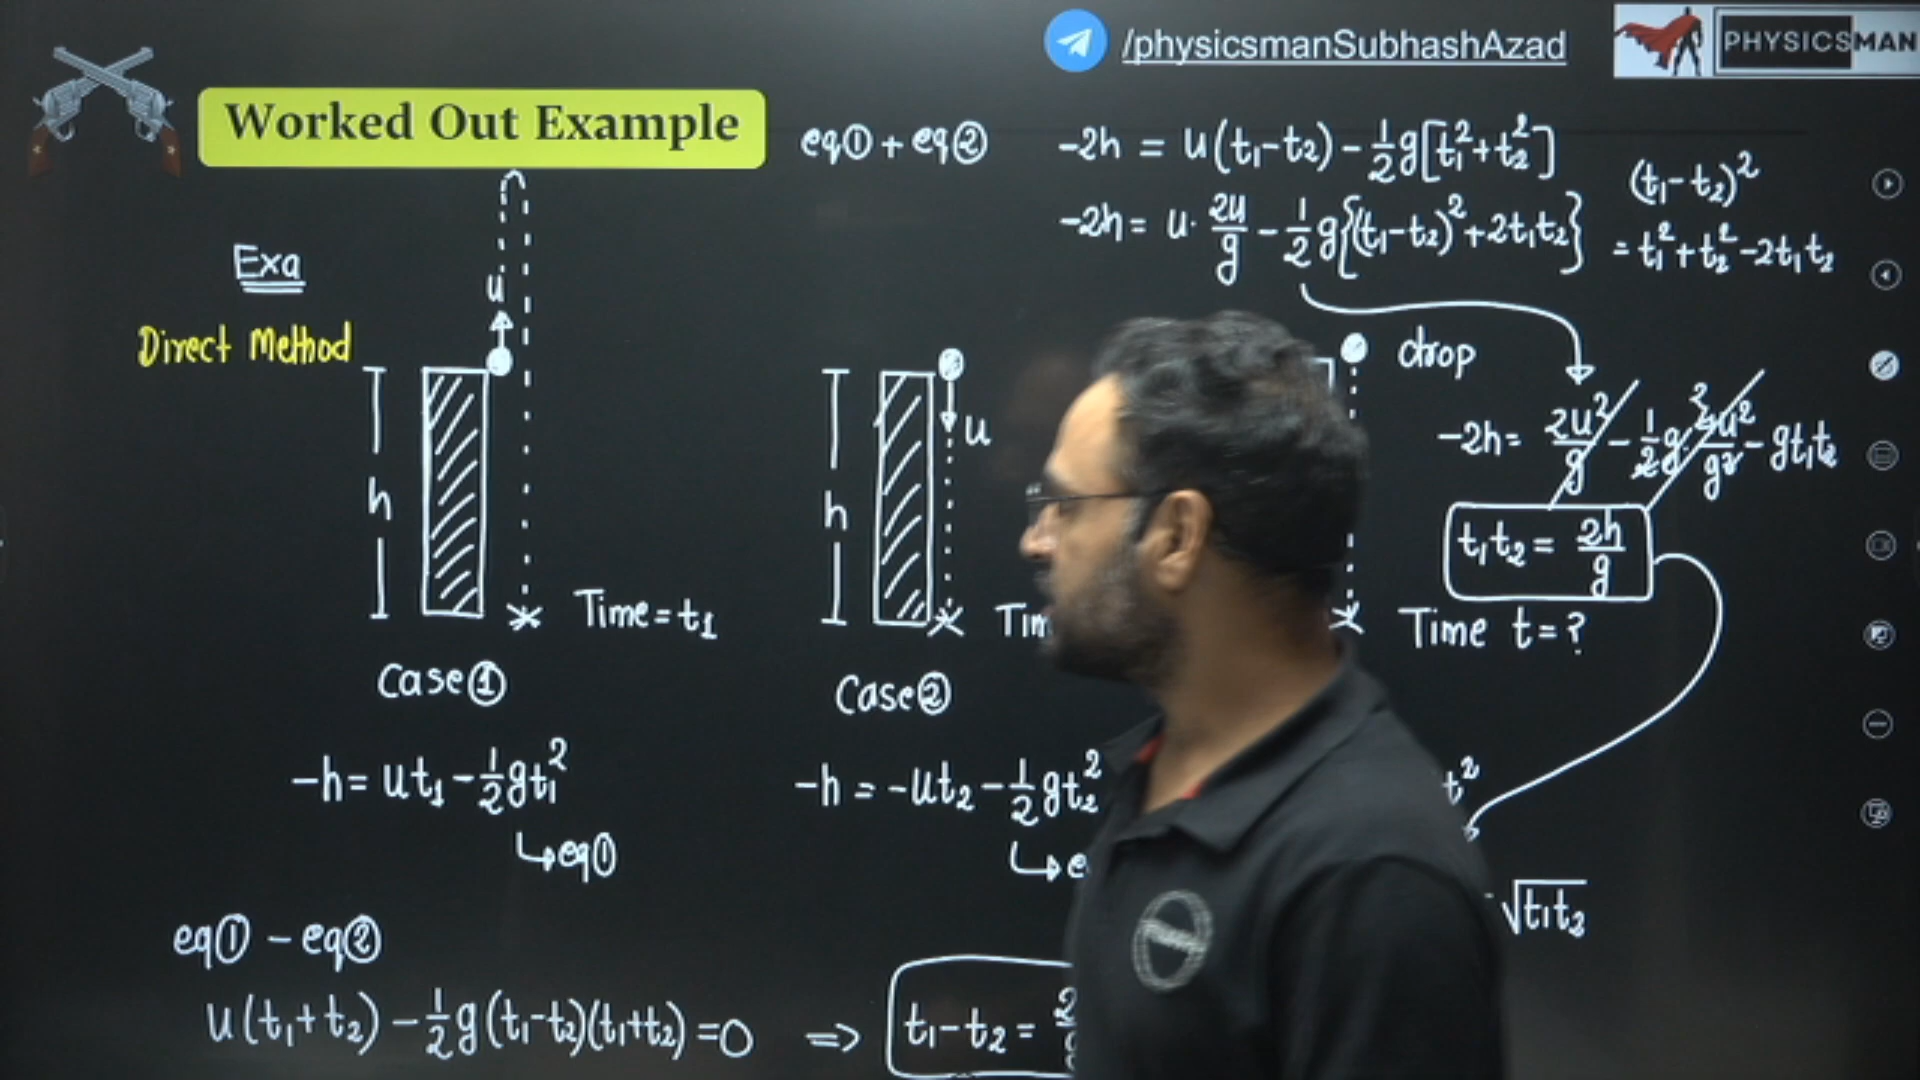 /physicsmanSubhashAzad
PHYSICSMAN
Worked Out Example
eq① + eq②
-2h = u(t₁-t₂) - ½g[t₁²+t₂²]
-2h = u·2u/g - ½g{(t₁-t₂)²+2t₁t₂}
(t₁-t₂)²
= t₁²+t₂²-2t₁t₂
Exa
Direct Method
u
h
Time = t₁
Case①
-h = ut₁ - ½gt₁²
↳eq①
u
h
Case②
-h = -ut₂ - ½gt₂²
drop
-2h = 2u²/g - ½g·
- gt₁t₂
t₁t₂ = 2h/g
Time t = ?
t²
√t₁t₂
eq① - eq②
u(t₁+t₂) - ½g(t₁-t₂)(t₁+t₂) = 0 ⇒ t₁-t₂ =